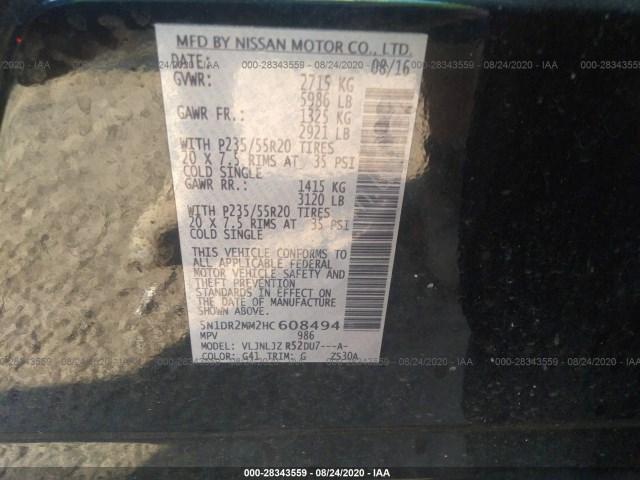 MFD BY NISSAN MOTOR CO., LTD.
DATE: 08/16
GVWR: 2715 KG
5986 LB
GAWR FR.: 1325 KG
2921 LB
WITH P235/55R20 TIRES
20 X 7.5 RIMS AT 35 PSI
COLD SINGLE
GAWR RR.: 1415 KG
3120 LB
WITH P235/55R20 TIRES
20 X 7.5 RIMS AT 35 PSI
COLD SINGLE
THIS VEHICLE CONFORMS TO
ALL APPLICABLE FEDERAL
MOTOR VEHICLE SAFETY AND
THEFT PREVENTION
STANDARDS IN EFFECT ON
THE DATE OF MANUFACTURE
SHOWN ABOVE.
5N1DR2MM2HC608494
MPV 986
MODEL: VLJNLJZ R52DU7---A-
COLOR: G41 TRIM: G ZS30A
000-28343559 - 08/24/2020 - IAA